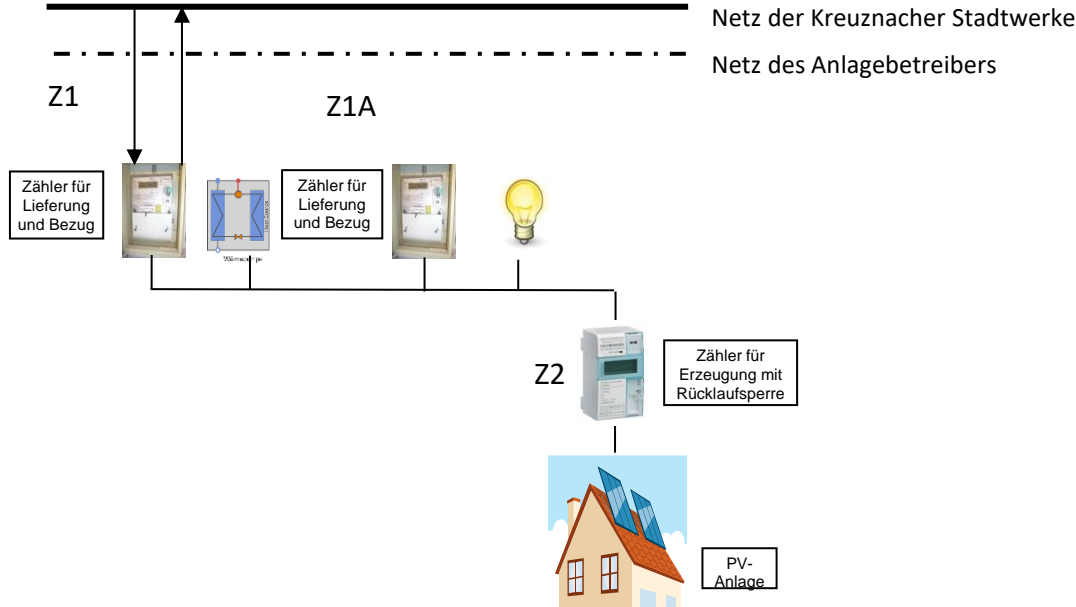 Netz der Kreuznacher Stadtwerke
Netz des Anlagebetreibers
Z1
Z1A
Zähler für
Lieferung
und Bezug
Zähler für
Lieferung
und Bezug
Z2
Zähler für
Erzeugung mit
Rücklaufsperre
PV-
Anlage